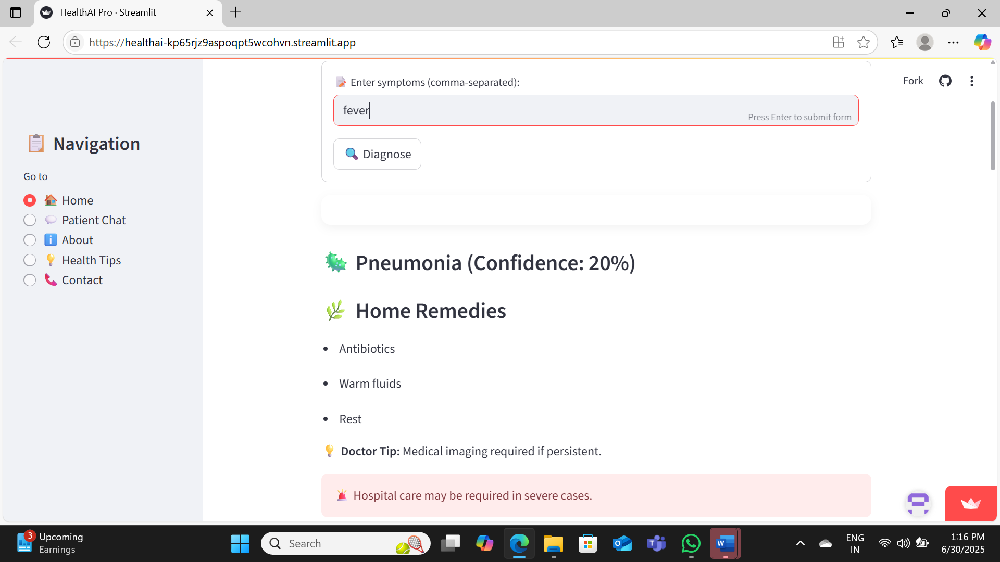 HealthAI Pro · Streamlit
https://healthai-kp65rjz9aspoqpt5wcohvn.streamlit.app
Fork
Navigation
Go to
Home
Patient Chat
About
Health Tips
Contact
Enter symptoms (comma-separated):
fever
Press Enter to submit form
Diagnose
Pneumonia (Confidence: 20%)
Home Remedies
Antibiotics
Warm fluids
Rest
Doctor Tip: Medical imaging required if persistent.
Hospital care may be required in severe cases.
3
Upcoming
Earnings
Search
ENG
IN
1:16 PM
6/30/2025